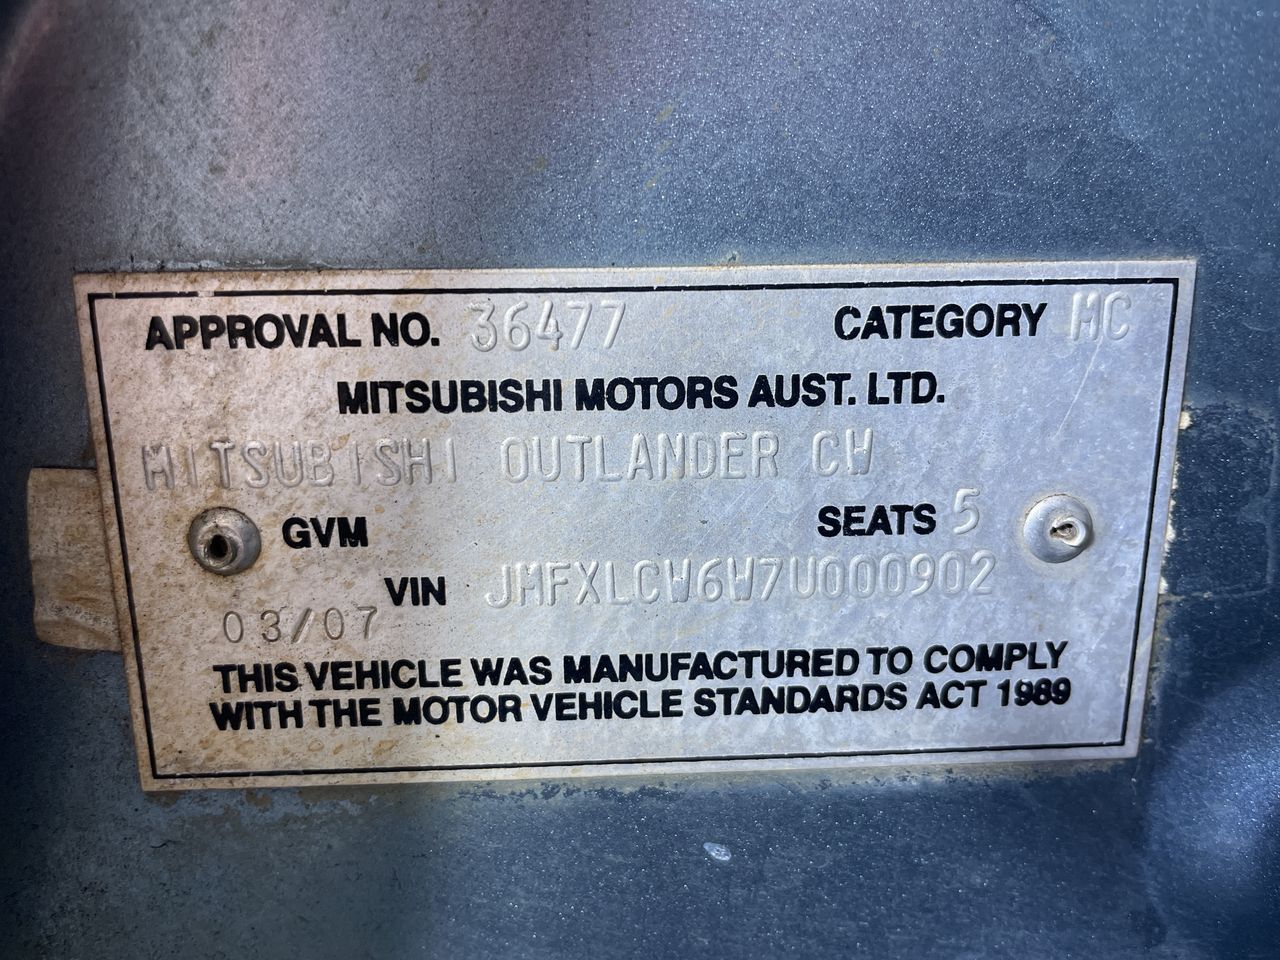 APPROVAL NO. 36477 CATEGORY MC
MITSUBISHI MOTORS AUST. LTD.
MITSUBISHI OUTLANDER CW
GVM SEATS 5
VIN JMFXLCW6W7U000902
03/07
THIS VEHICLE WAS MANUFACTURED TO COMPLY
WITH THE MOTOR VEHICLE STANDARDS ACT 1989